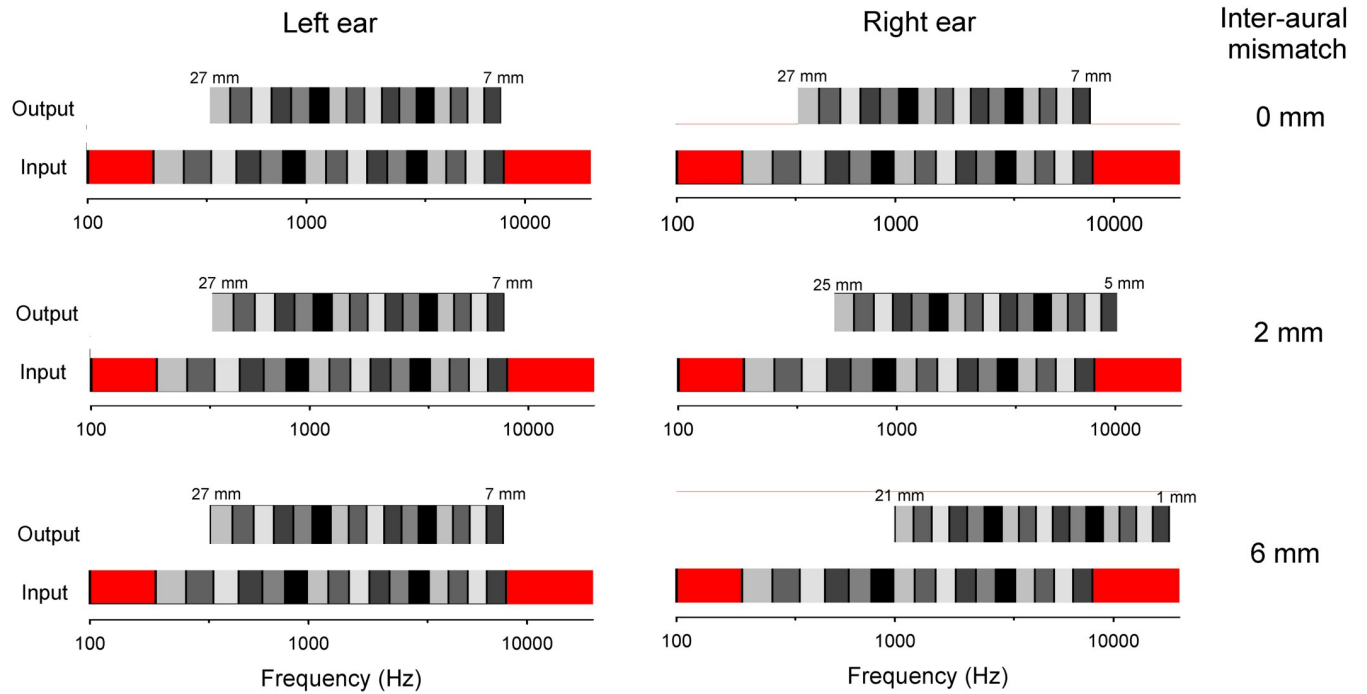 Left ear
Right ear
Inter-aural
mismatch
27 mm 7 mm
27 mm 7 mm
Output
0 mm
Input
100 1000 10000
100 1000 10000
27 mm 7 mm
25 mm 5 mm
Output
2 mm
Input
100 1000 10000
100 1000 10000
27 mm 7 mm
21 mm 1 mm
Output
6 mm
Input
100 1000 10000
100 1000 10000
Frequency (Hz)
Frequency (Hz)